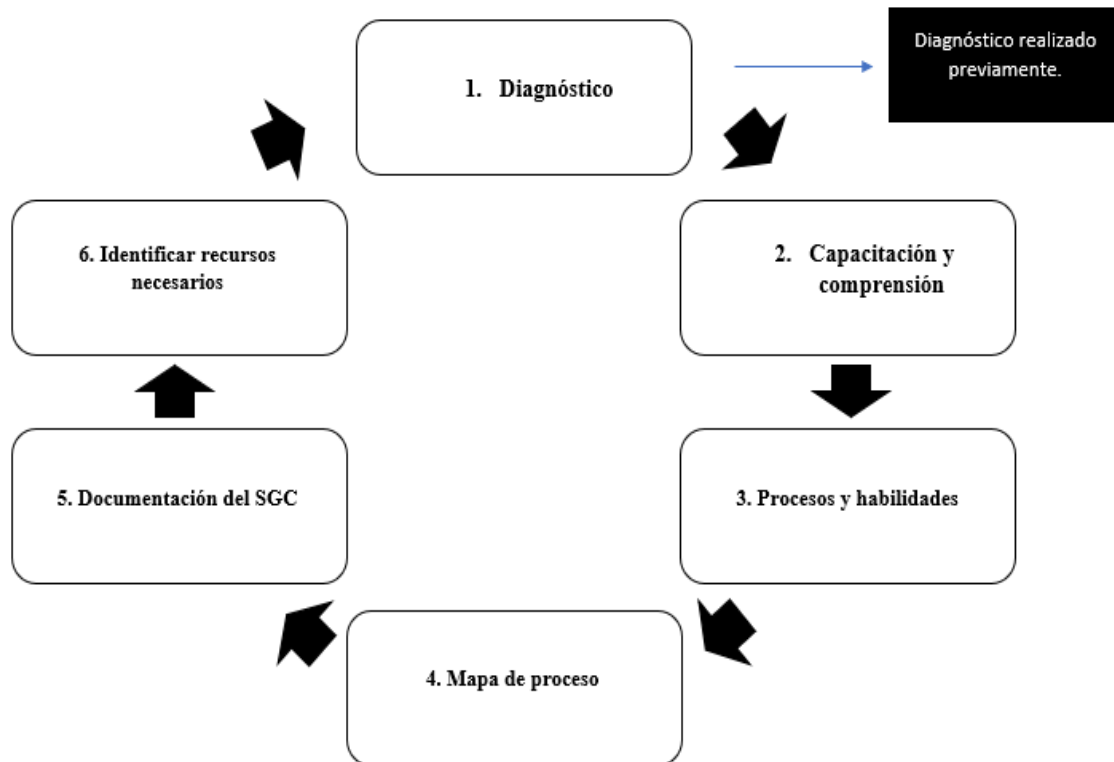 1. Diagnóstico
Diagnóstico realizado
previamente.
2. Capacitación y
comprensión
3. Procesos y habilidades
4. Mapa de proceso
5. Documentación del SGC
6. Identificar recursos
necesarios